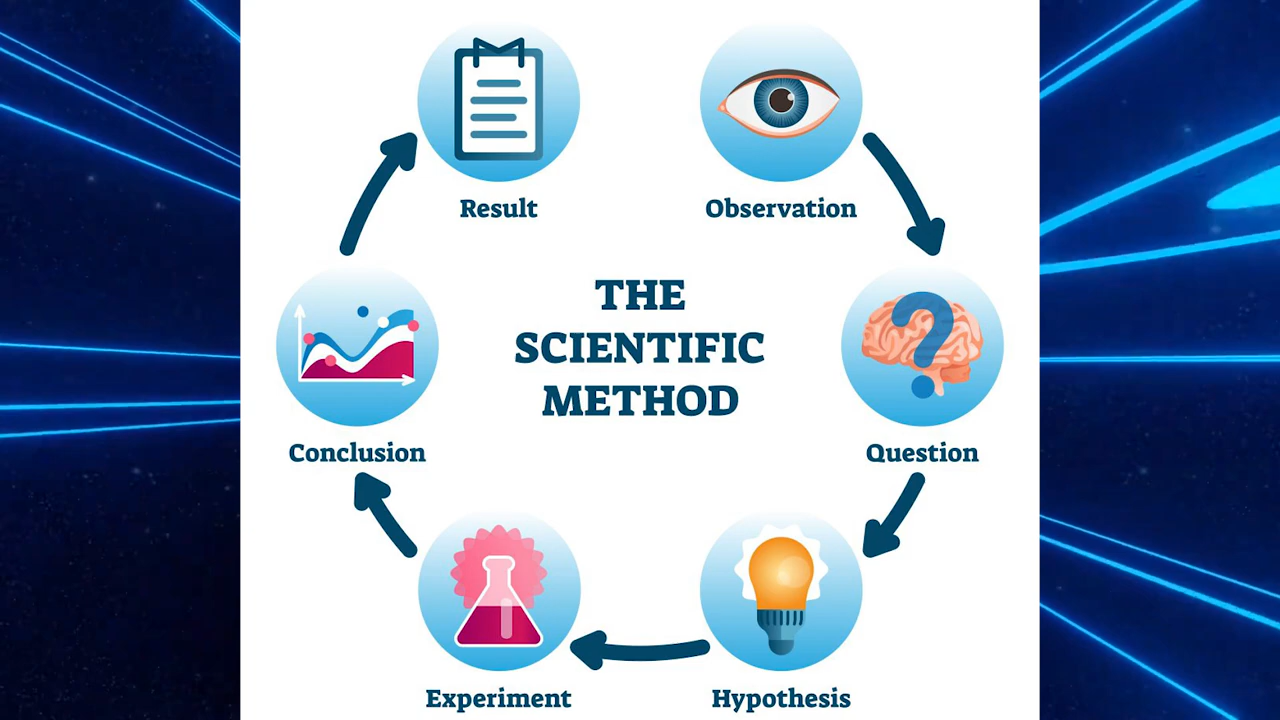 Result
Observation
THE
SCIENTIFIC
METHOD
Conclusion
Question
Experiment
Hypothesis